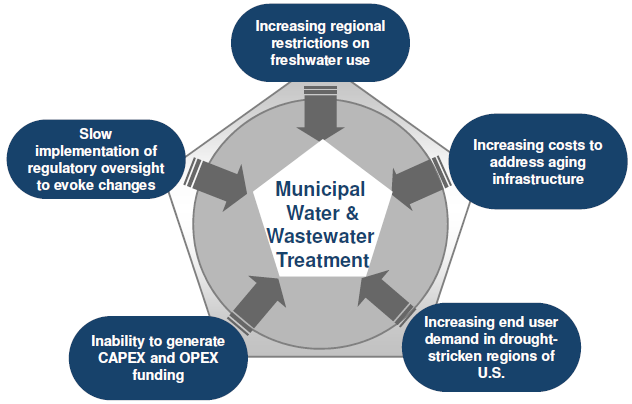 Increasing regional
restrictions on
freshwater use
Slow
implementation of
regulatory oversight
to evoke changes
Increasing costs to
address aging
infrastructure
Municipal
Water &
Wastewater
Treatment
Inability to generate
CAPEX and OPEX
funding
Increasing end user
demand in drought-
stricken regions of
U.S.